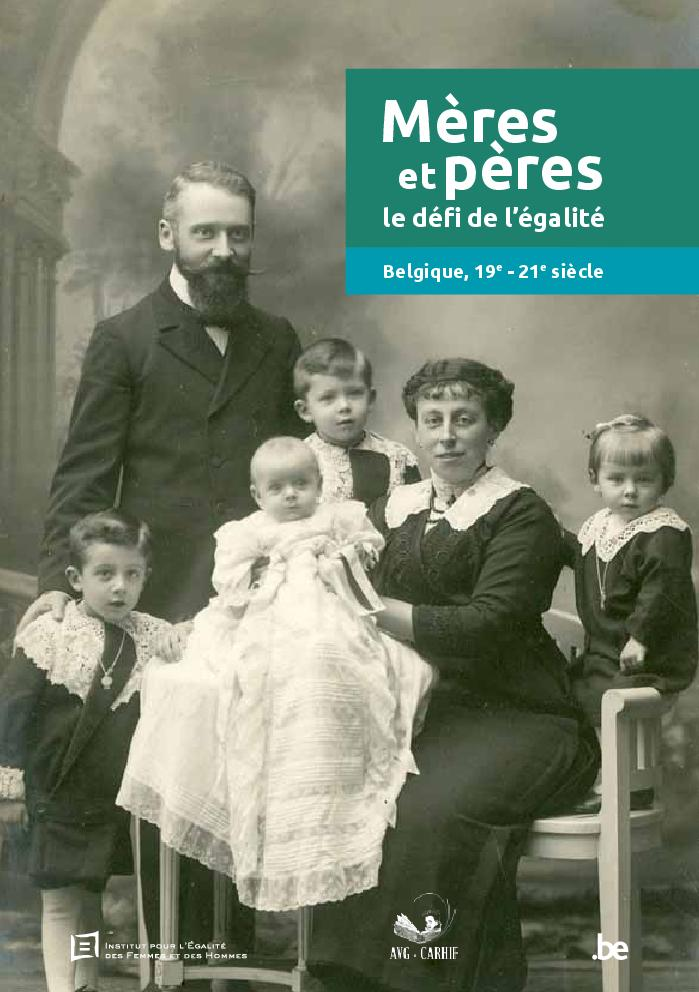 Mères
et pères
le défi de l’égalité
Belgique, 19e - 21e siècle
INSTITUT POUR L’ÉGALITÉ
DES FEMMES ET DES HOMMES
AVG - CARHIF
.be